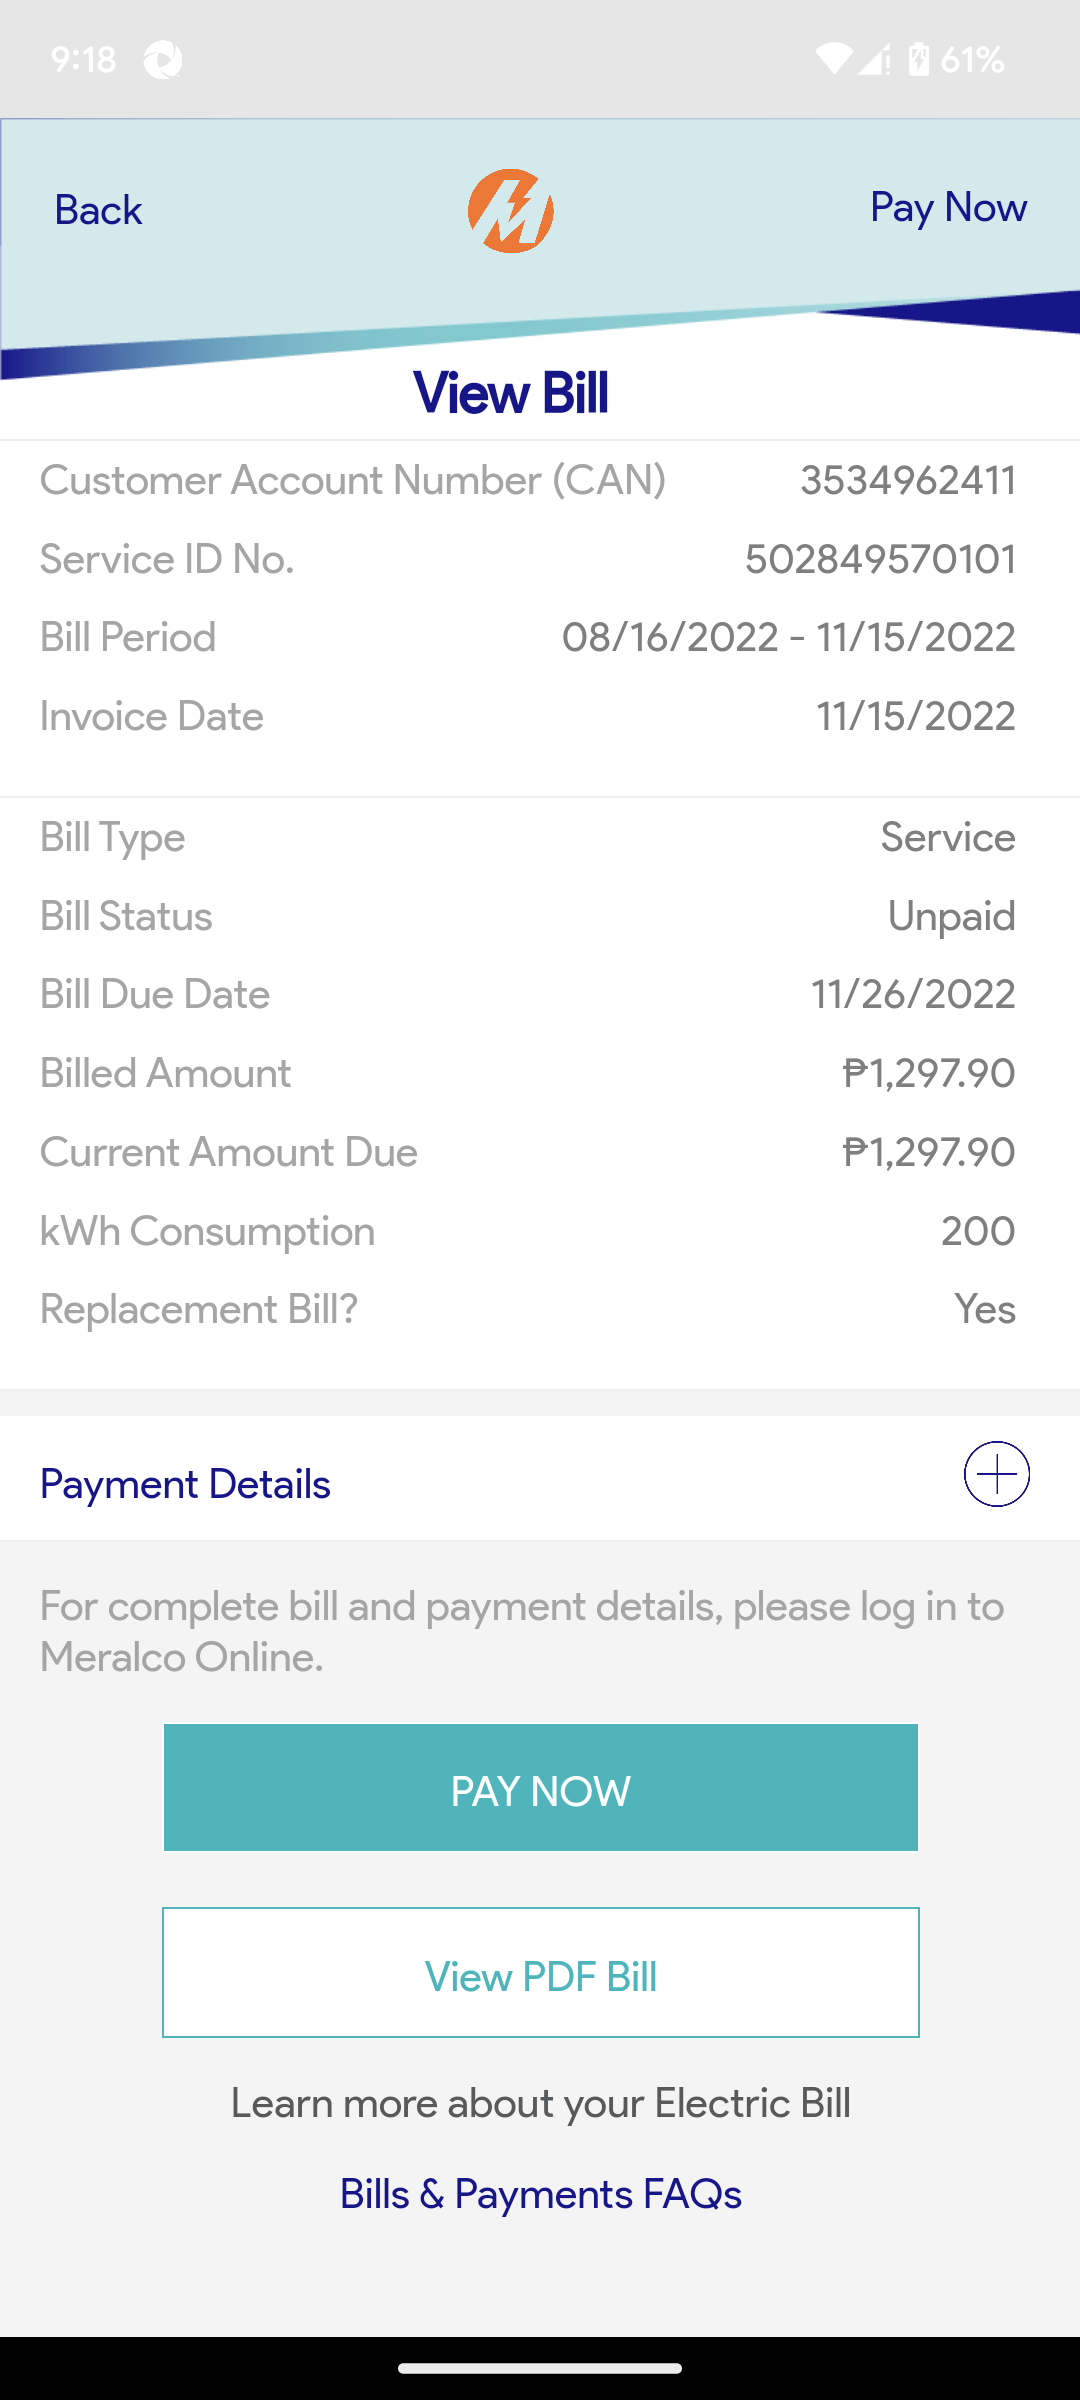 9:18
61%
Back
Pay Now
View Bill
Customer Account Number (CAN) 3534962411
Service ID No. 502849570101
Bill Period 08/16/2022 - 11/15/2022
Invoice Date 11/15/2022
Bill Type Service
Bill Status Unpaid
Bill Due Date 11/26/2022
Billed Amount ₱1,297.90
Current Amount Due ₱1,297.90
kWh Consumption 200
Replacement Bill? Yes
Payment Details
For complete bill and payment details, please log in to
Meralco Online.
PAY NOW
View PDF Bill
Learn more about your Electric Bill
Bills & Payments FAQs